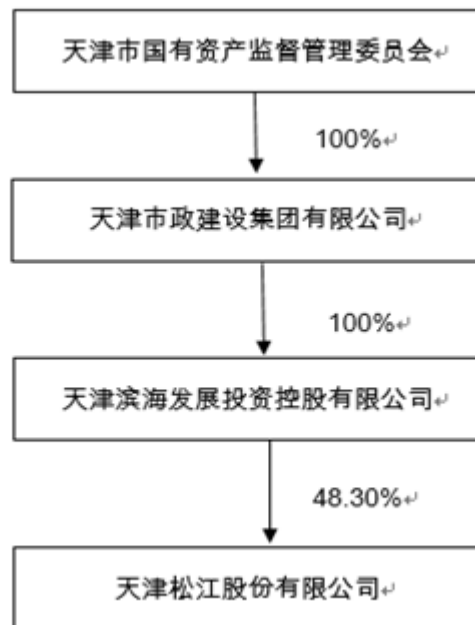 天津市国有资产监督管理委员会↵
100%↵
天津市政建设集团有限公司↵
100%↵
天津滨海发展投资控股有限公司↵
48.30%↵
天津松江股份有限公司↵